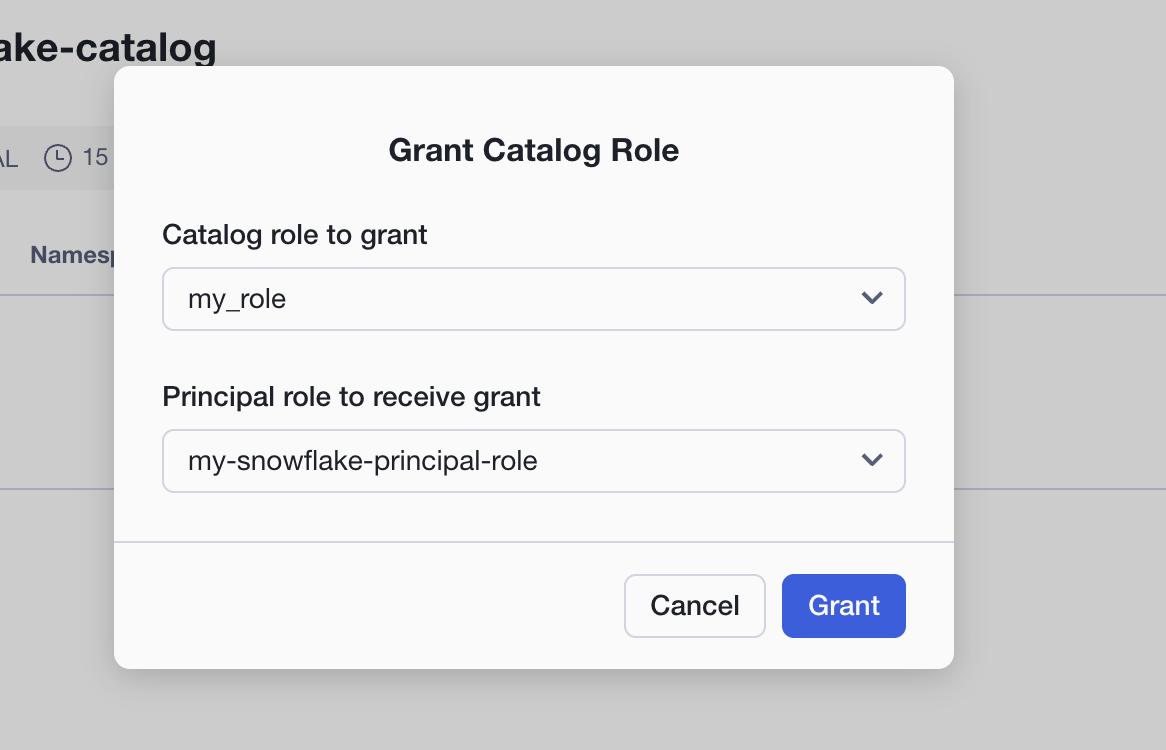 ake-catalog
AL 15
Grant Catalog Role
Catalog role to grant
Namesp
my_role
Principal role to receive grant
my-snowflake-principal-role
Cancel Grant